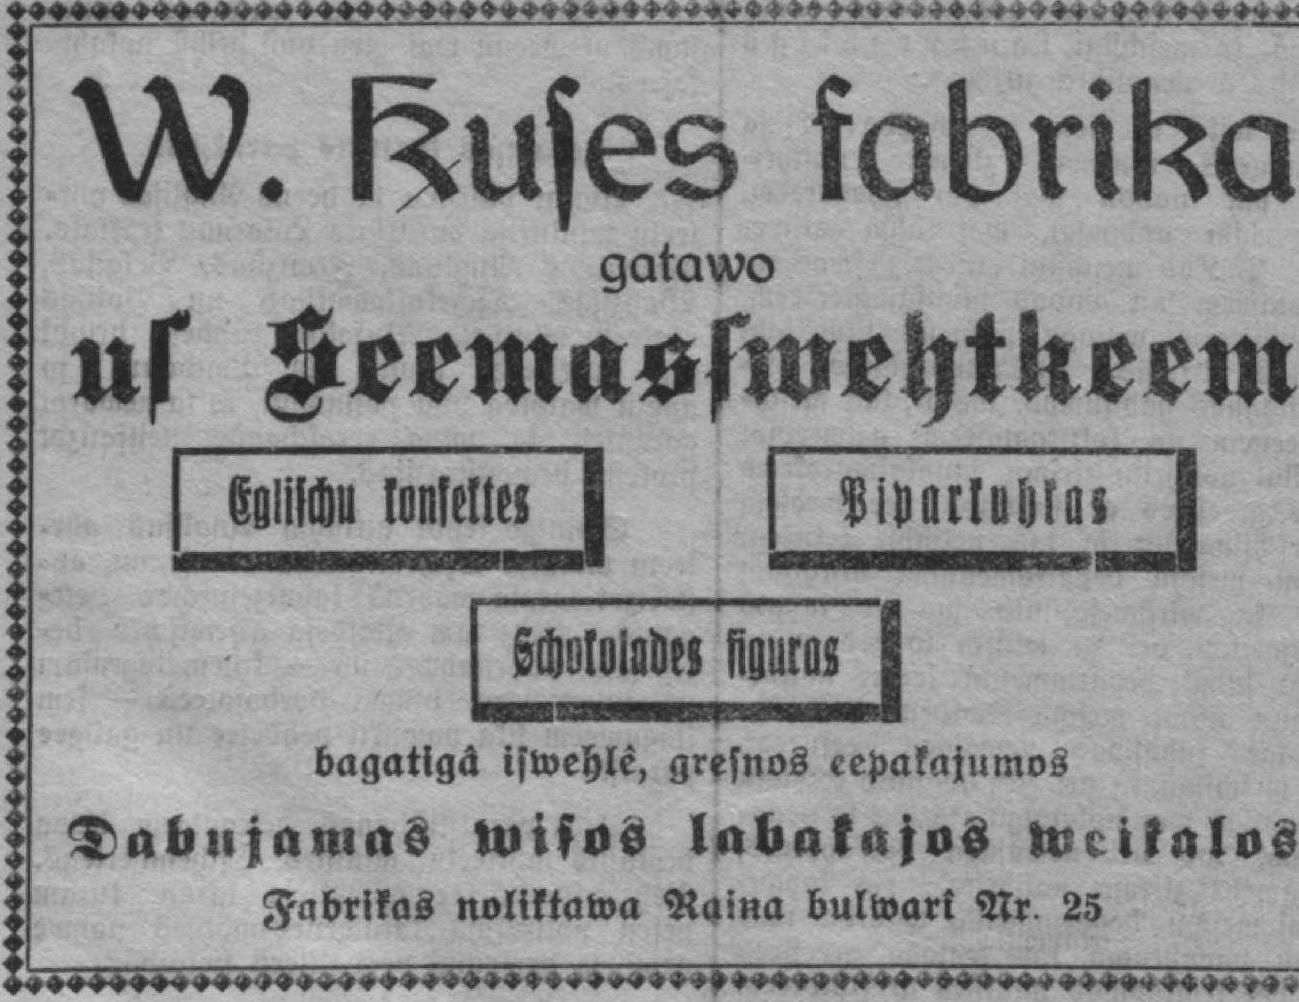 W. Ꞣuſes fabrika
gatawo
uſ Seemasſwehtkeem
Egliſchu konfektes
Piparkuhkas
Schokolades figuras
bagatigâ iſwehlê, greſnos eepakajumos
Dabujamas wiſos labakajos weikalos
Fabrikas noliktawa Raina bulwarî Nr. 25